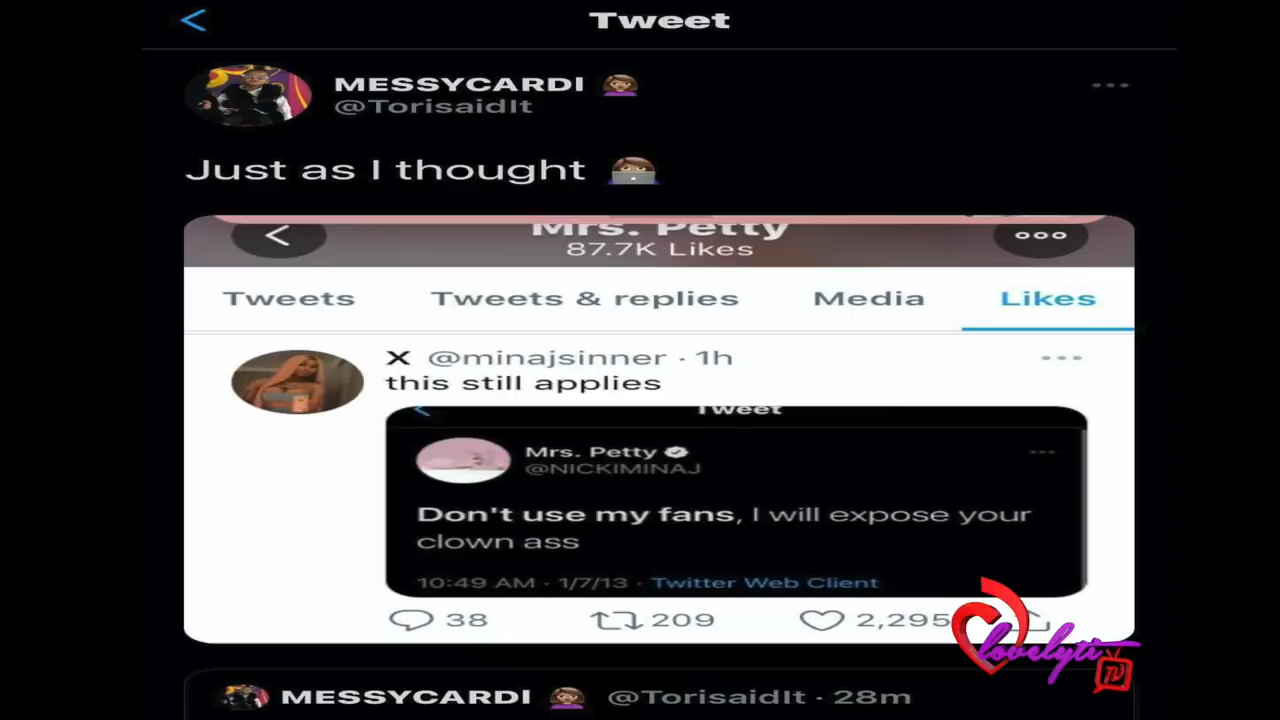 Tweet
MESSYCARDI
@TorisaidIt
Just as I thought
Mrs. Petty
87.7K Likes
Tweets Tweets & replies Media Likes
X @minajsinner · 1h
this still applies
Tweet
Mrs. Petty
@NICKIMINAJ
Don't use my fans, I will expose your
clown ass
10:49 AM · 1/7/13 · Twitter Web Client
38 209 2,295
lovelyti
TV
MESSYCARDI @TorisaidIt · 28m